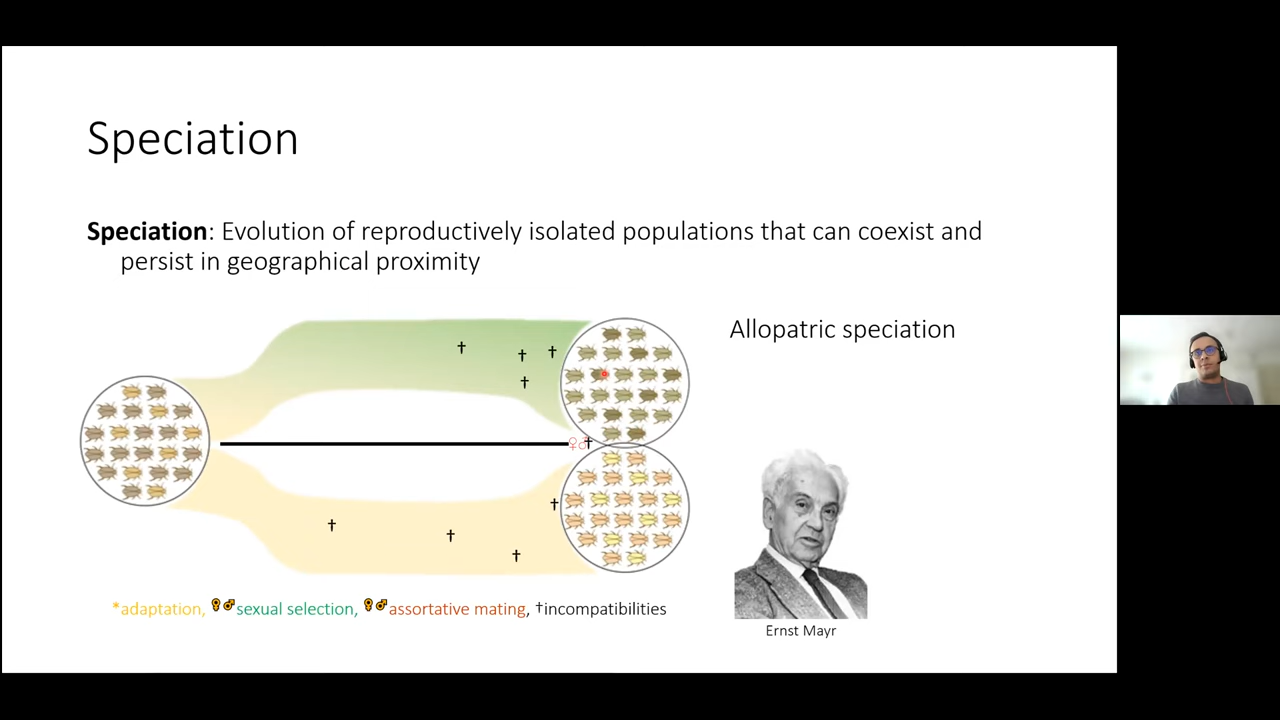 Speciation
Speciation: Evolution of reproductively isolated populations that can coexist and
persist in geographical proximity
Allopatric speciation
† † †
†
♀♂†
†
†
†
†
*adaptation, ♀♂sexual selection, ♀♂assortative mating, †incompatibilities
Ernst Mayr